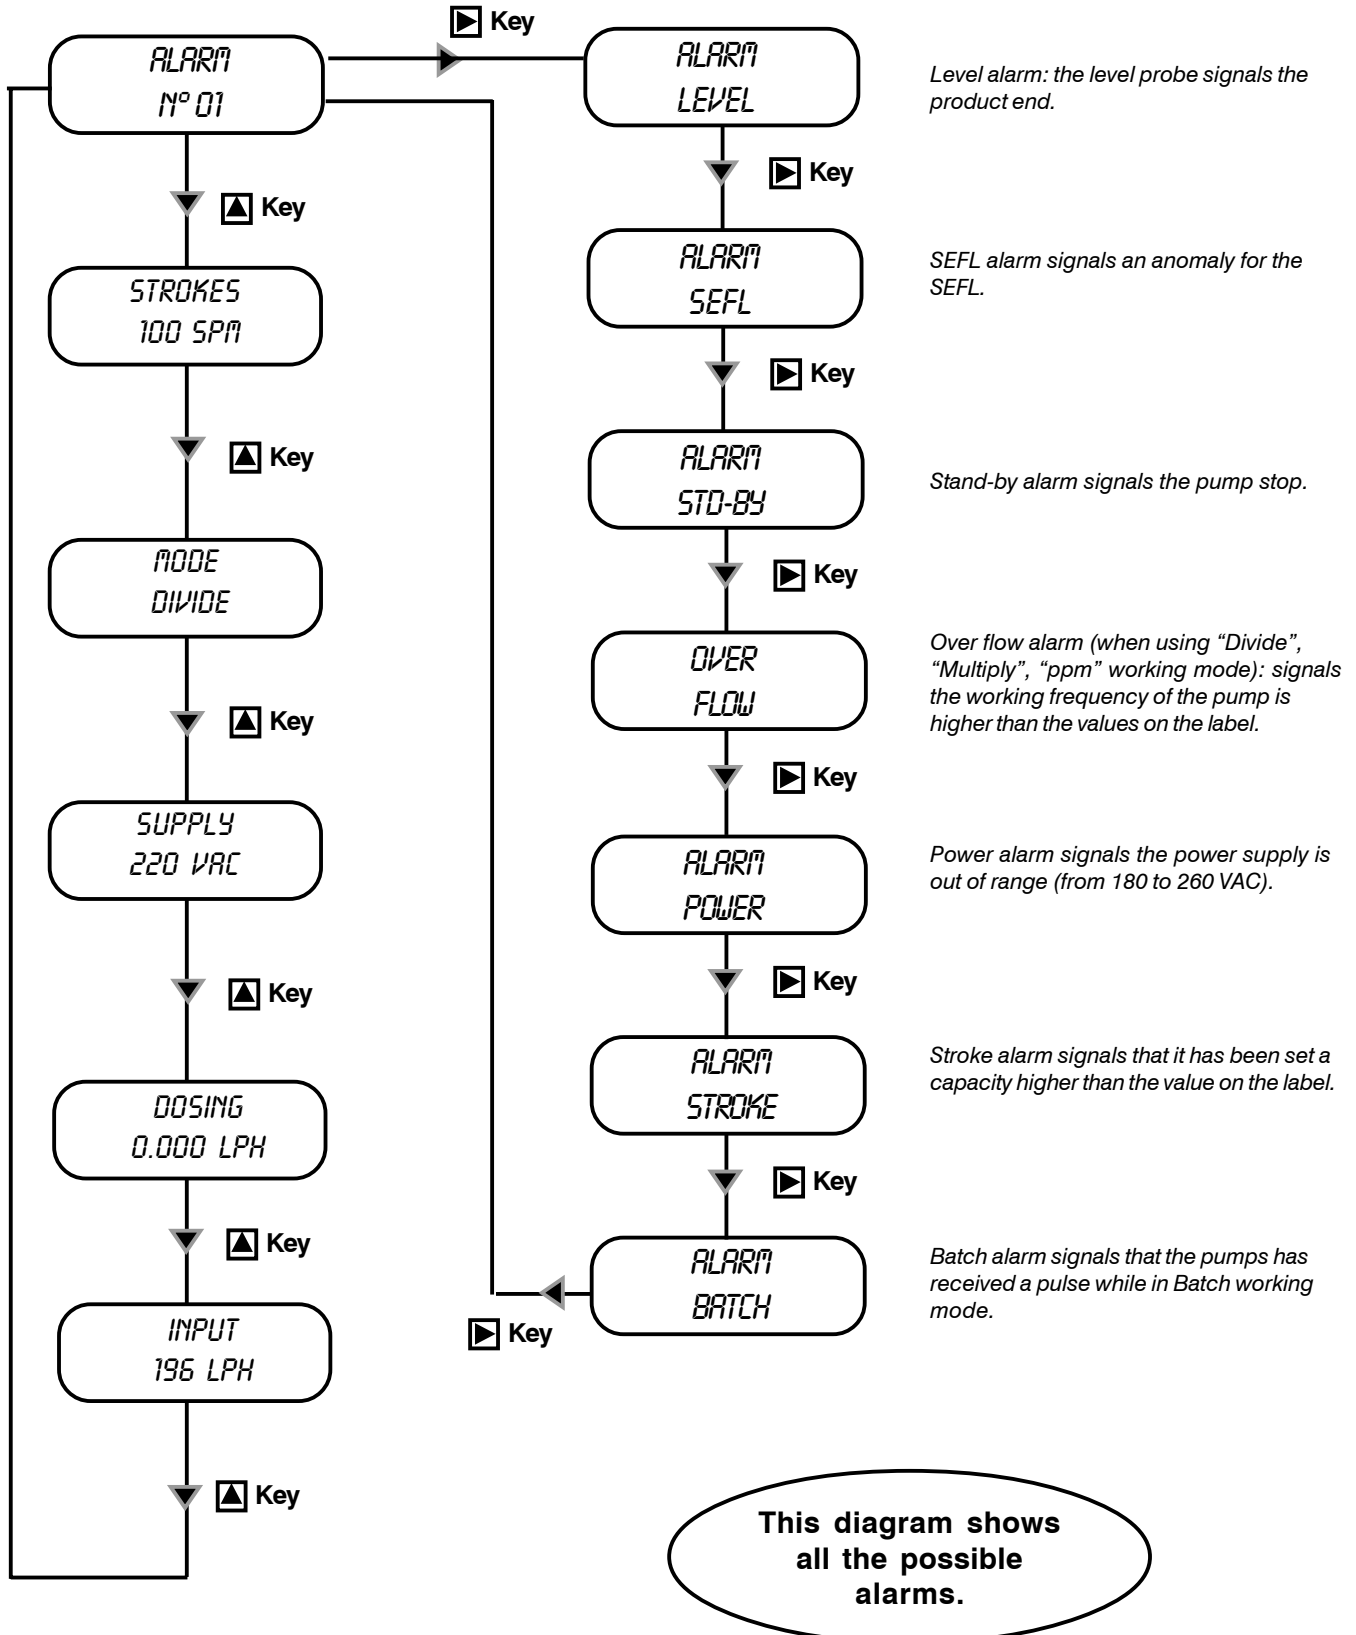 Key
ALARM
N° 01
Key
STROKES
100 SPM
Key
MODE
DIVIDE
Key
SUPPLY
220 VAC
Key
DOSING
0.000 LPH
Key
INPUT
196 LPH
Key
ALARM
LEVEL
Level alarm: the level probe signals the
product end.
Key
ALARM
SEFL
SEFL alarm signals an anomaly for the
SEFL.
Key
ALARM
STD-BY
Stand-by alarm signals the pump stop.
Key
OVER
FLOW
Over flow alarm (when using “Divide”,
“Multiply”, “ppm” working mode): signals
the working frequency of the pump is
higher than the values on the label.
Key
ALARM
POWER
Power alarm signals the power supply is
out of range (from 180 to 260 VAC).
Key
ALARM
STROKE
Stroke alarm signals that it has been set a
capacity higher than the value on the label.
Key
ALARM
BATCH
Batch alarm signals that the pumps has
received a pulse while in Batch working
mode.
Key
This diagram shows
all the possible
alarms.